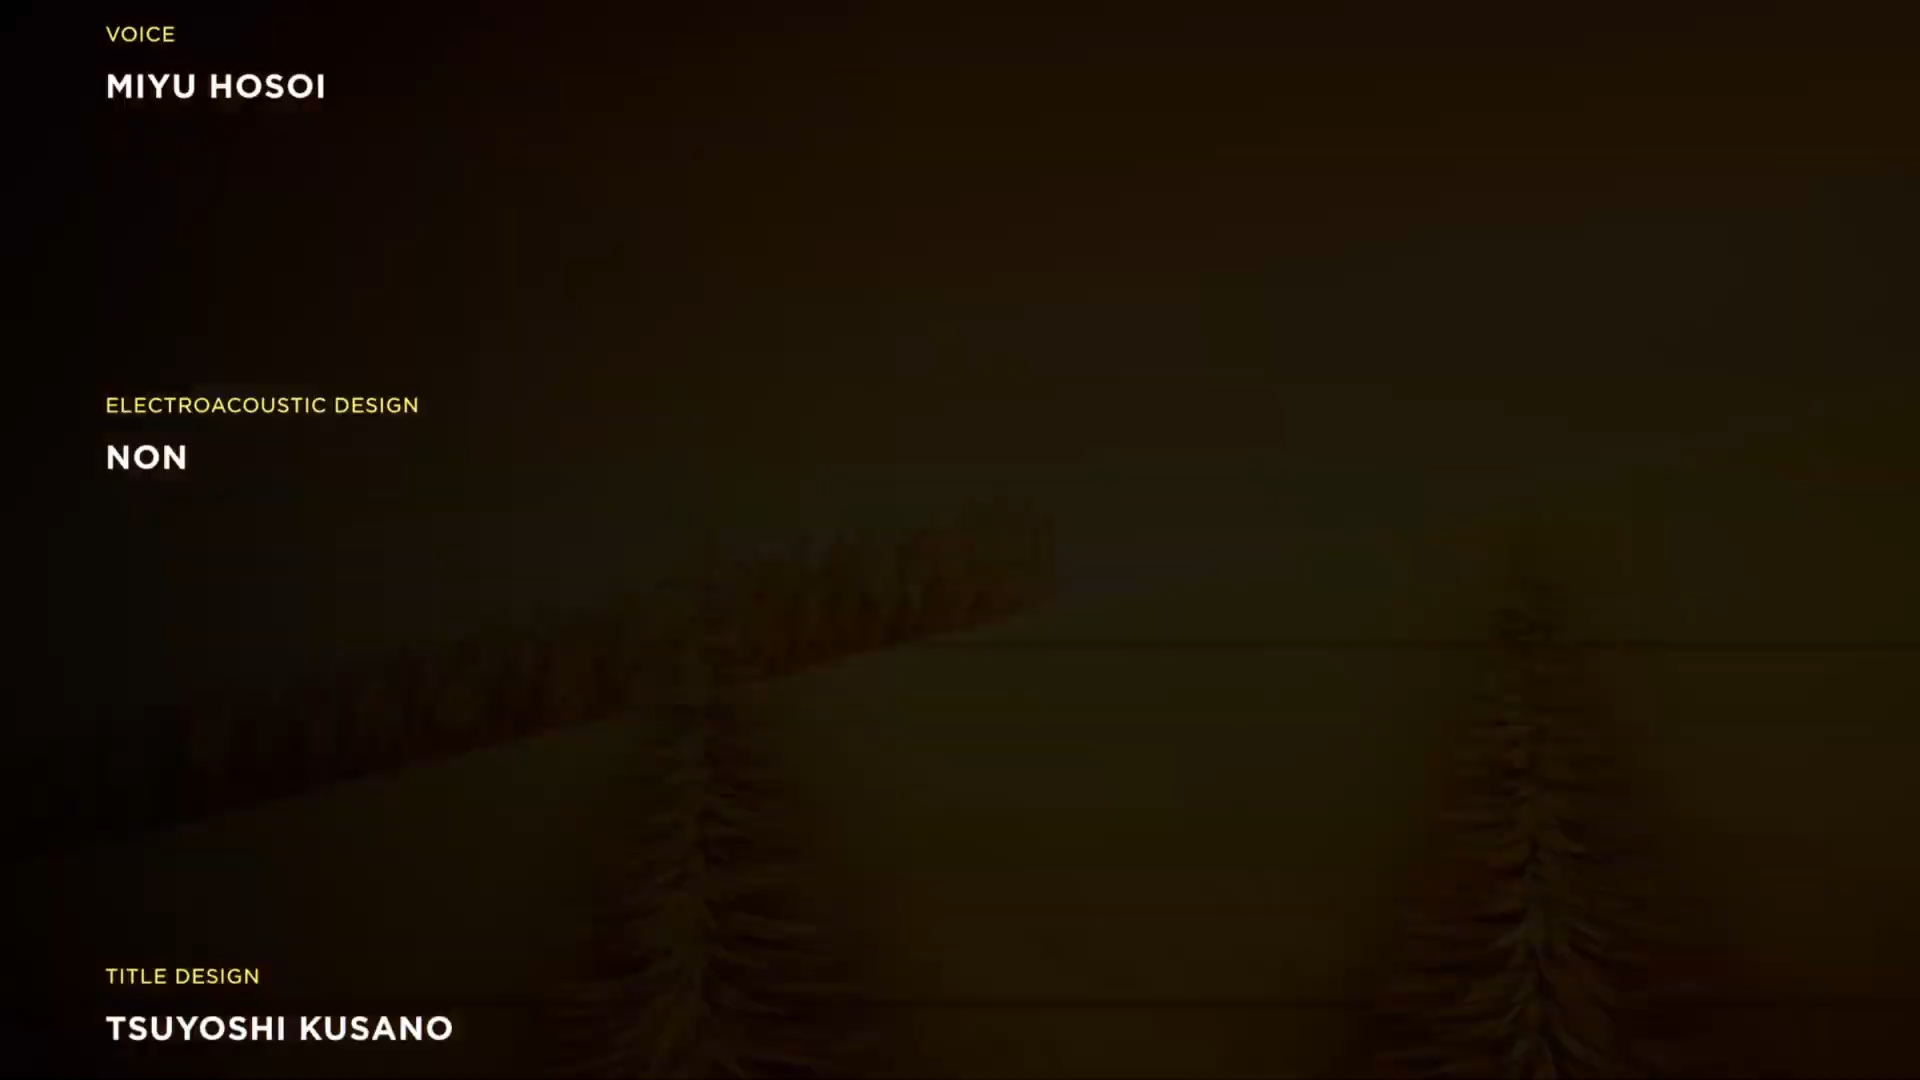 VOICE
MIYU HOSOI
ELECTROACOUSTIC DESIGN
NON
TITLE DESIGN
TSUYOSHI KUSANO